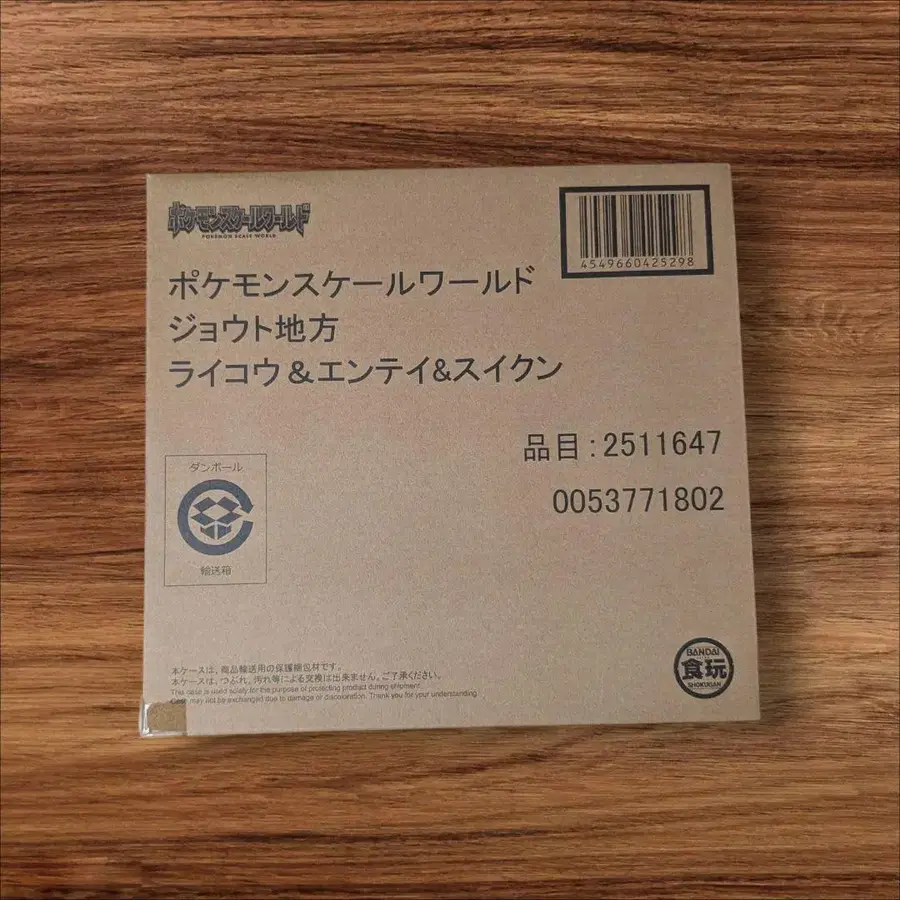 ポケモンスケールワールド
POKEMON SCALE WORLD
4549660425298
ポケモンスケールワールド
ジョウト地方
ライコウ&エンテイ&スイクン
品目:2511647
0053771802
ダンボール
輸送箱
本ケースは、商品輸送用の保護梱包材です。
本ケースは、つぶれ、汚れ等による交換は出来ません。ご了承ください。
This case is used solely for the purpose of protecting product during shipment.
Case may not be exchanged due to damage of discoloration. Thank you for your understanding.
BANDAI
食玩
SHOKUGAN